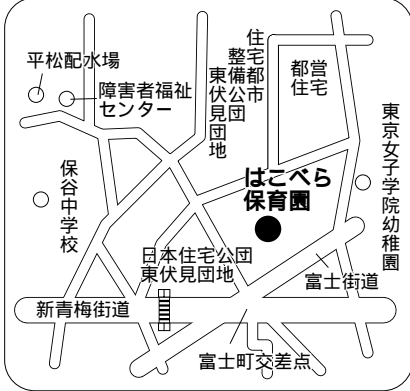 平松配水場
障害者福祉
センター
住宅都市
整備公団
東伏見団地
都営
住宅
東京女子学院幼稚園
保谷中学校
はこべら
保育園
日本住宅公団
東伏見団地
富士街道
新青梅街道
富士町交差点